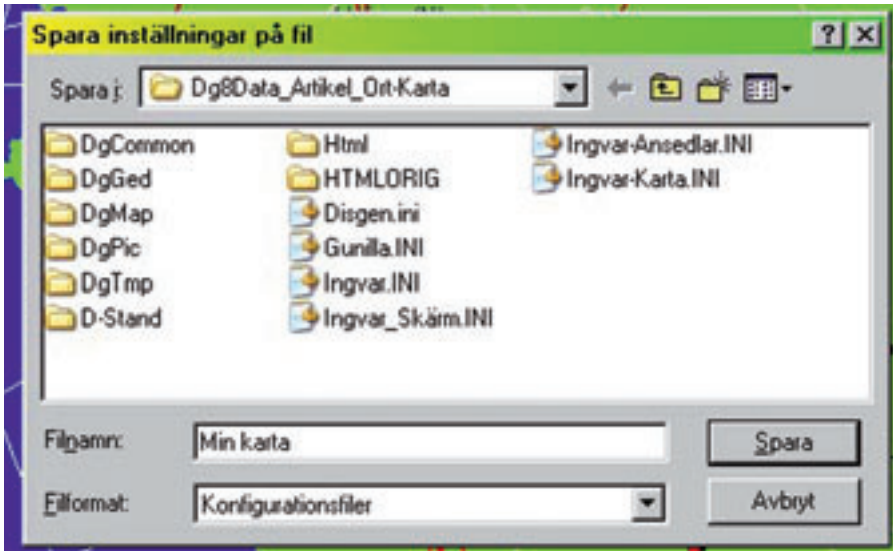 Spara inställningar på fil
Spara i: Dg8Data_Artikel_Ort-Karta
DgCommon
DgGed
DgMap
DgPic
DgTmp
D-Stand
Html
HTMLORIG
Disgen.ini
Gunilla.INI
Ingvar.INI
Ingvar_Skärm.INI
Ingvar-Ansedlar.INI
Ingvar-Karta.INI
Filnamn: Min karta
Spara
Filformat: Konfigurationsfiler
Avbryt